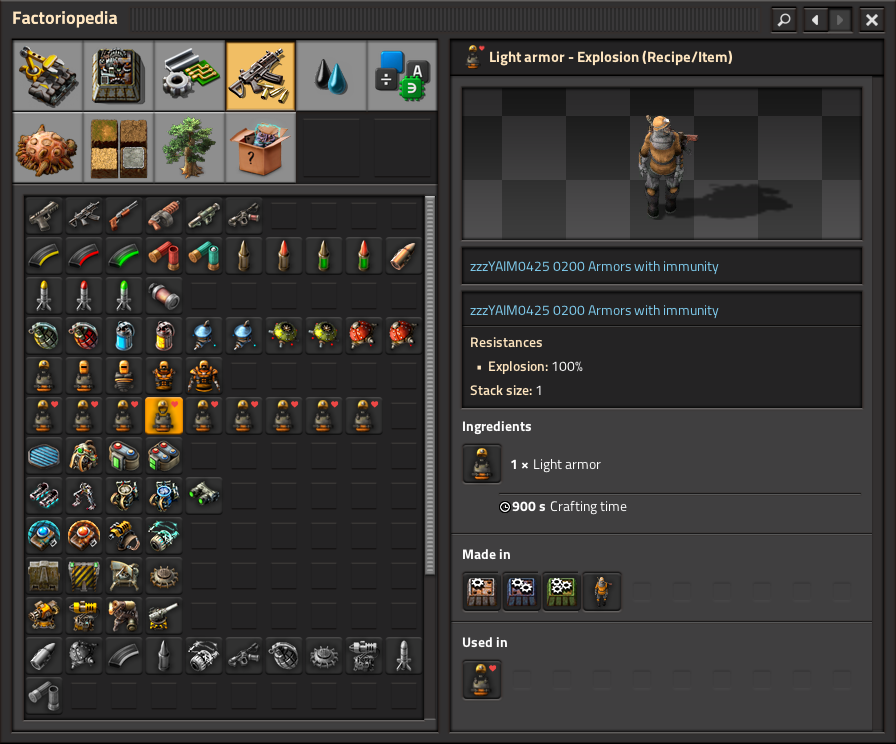 Factoriopedia
Light armor - Explosion (Recipe/Item)
zzzYAIM0425 0200 Armors with immunity
zzzYAIM0425 0200 Armors with immunity
Resistances
• Explosion: 100%
Stack size: 1
Ingredients
1 × Light armor
900 s Crafting time
Made in
Used in